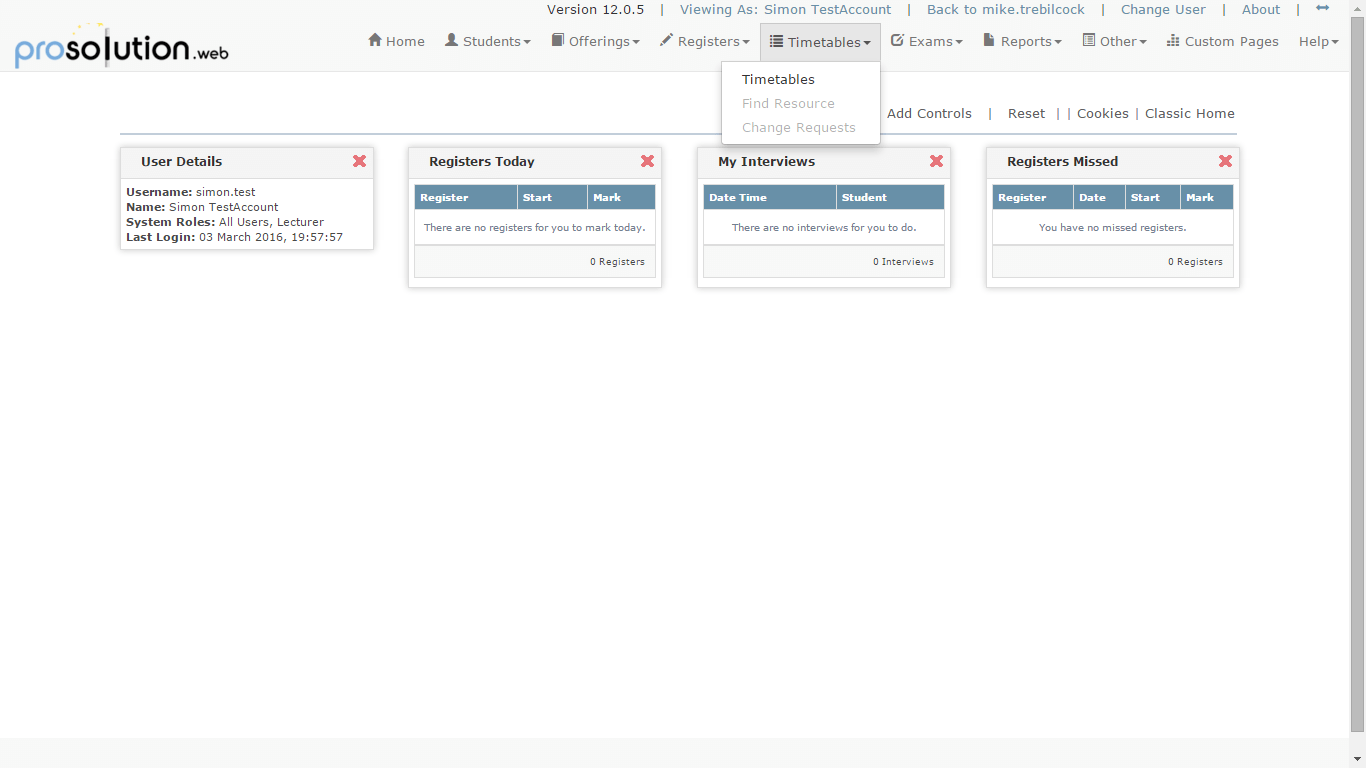 Version 12.0.5 | Viewing As: Simon TestAccount | Back to mike.trebilcock | Change User | About |
prosolution.web
Home Students Offerings Registers Timetables Exams Reports Other Custom Pages Help
Timetables
Find Resource
Change Requests
Add Controls | Reset | | Cookies | Classic Home
User Details
Username: simon.test
Name: Simon TestAccount
System Roles: All Users, Lecturer
Last Login: 03 March 2016, 19:57:57
Registers Today
Register Start Mark
There are no registers for you to mark today.
0 Registers
My Interviews
Date Time Student
There are no interviews for you to do.
0 Interviews
Registers Missed
Register Date Start Mark
You have no missed registers.
0 Registers